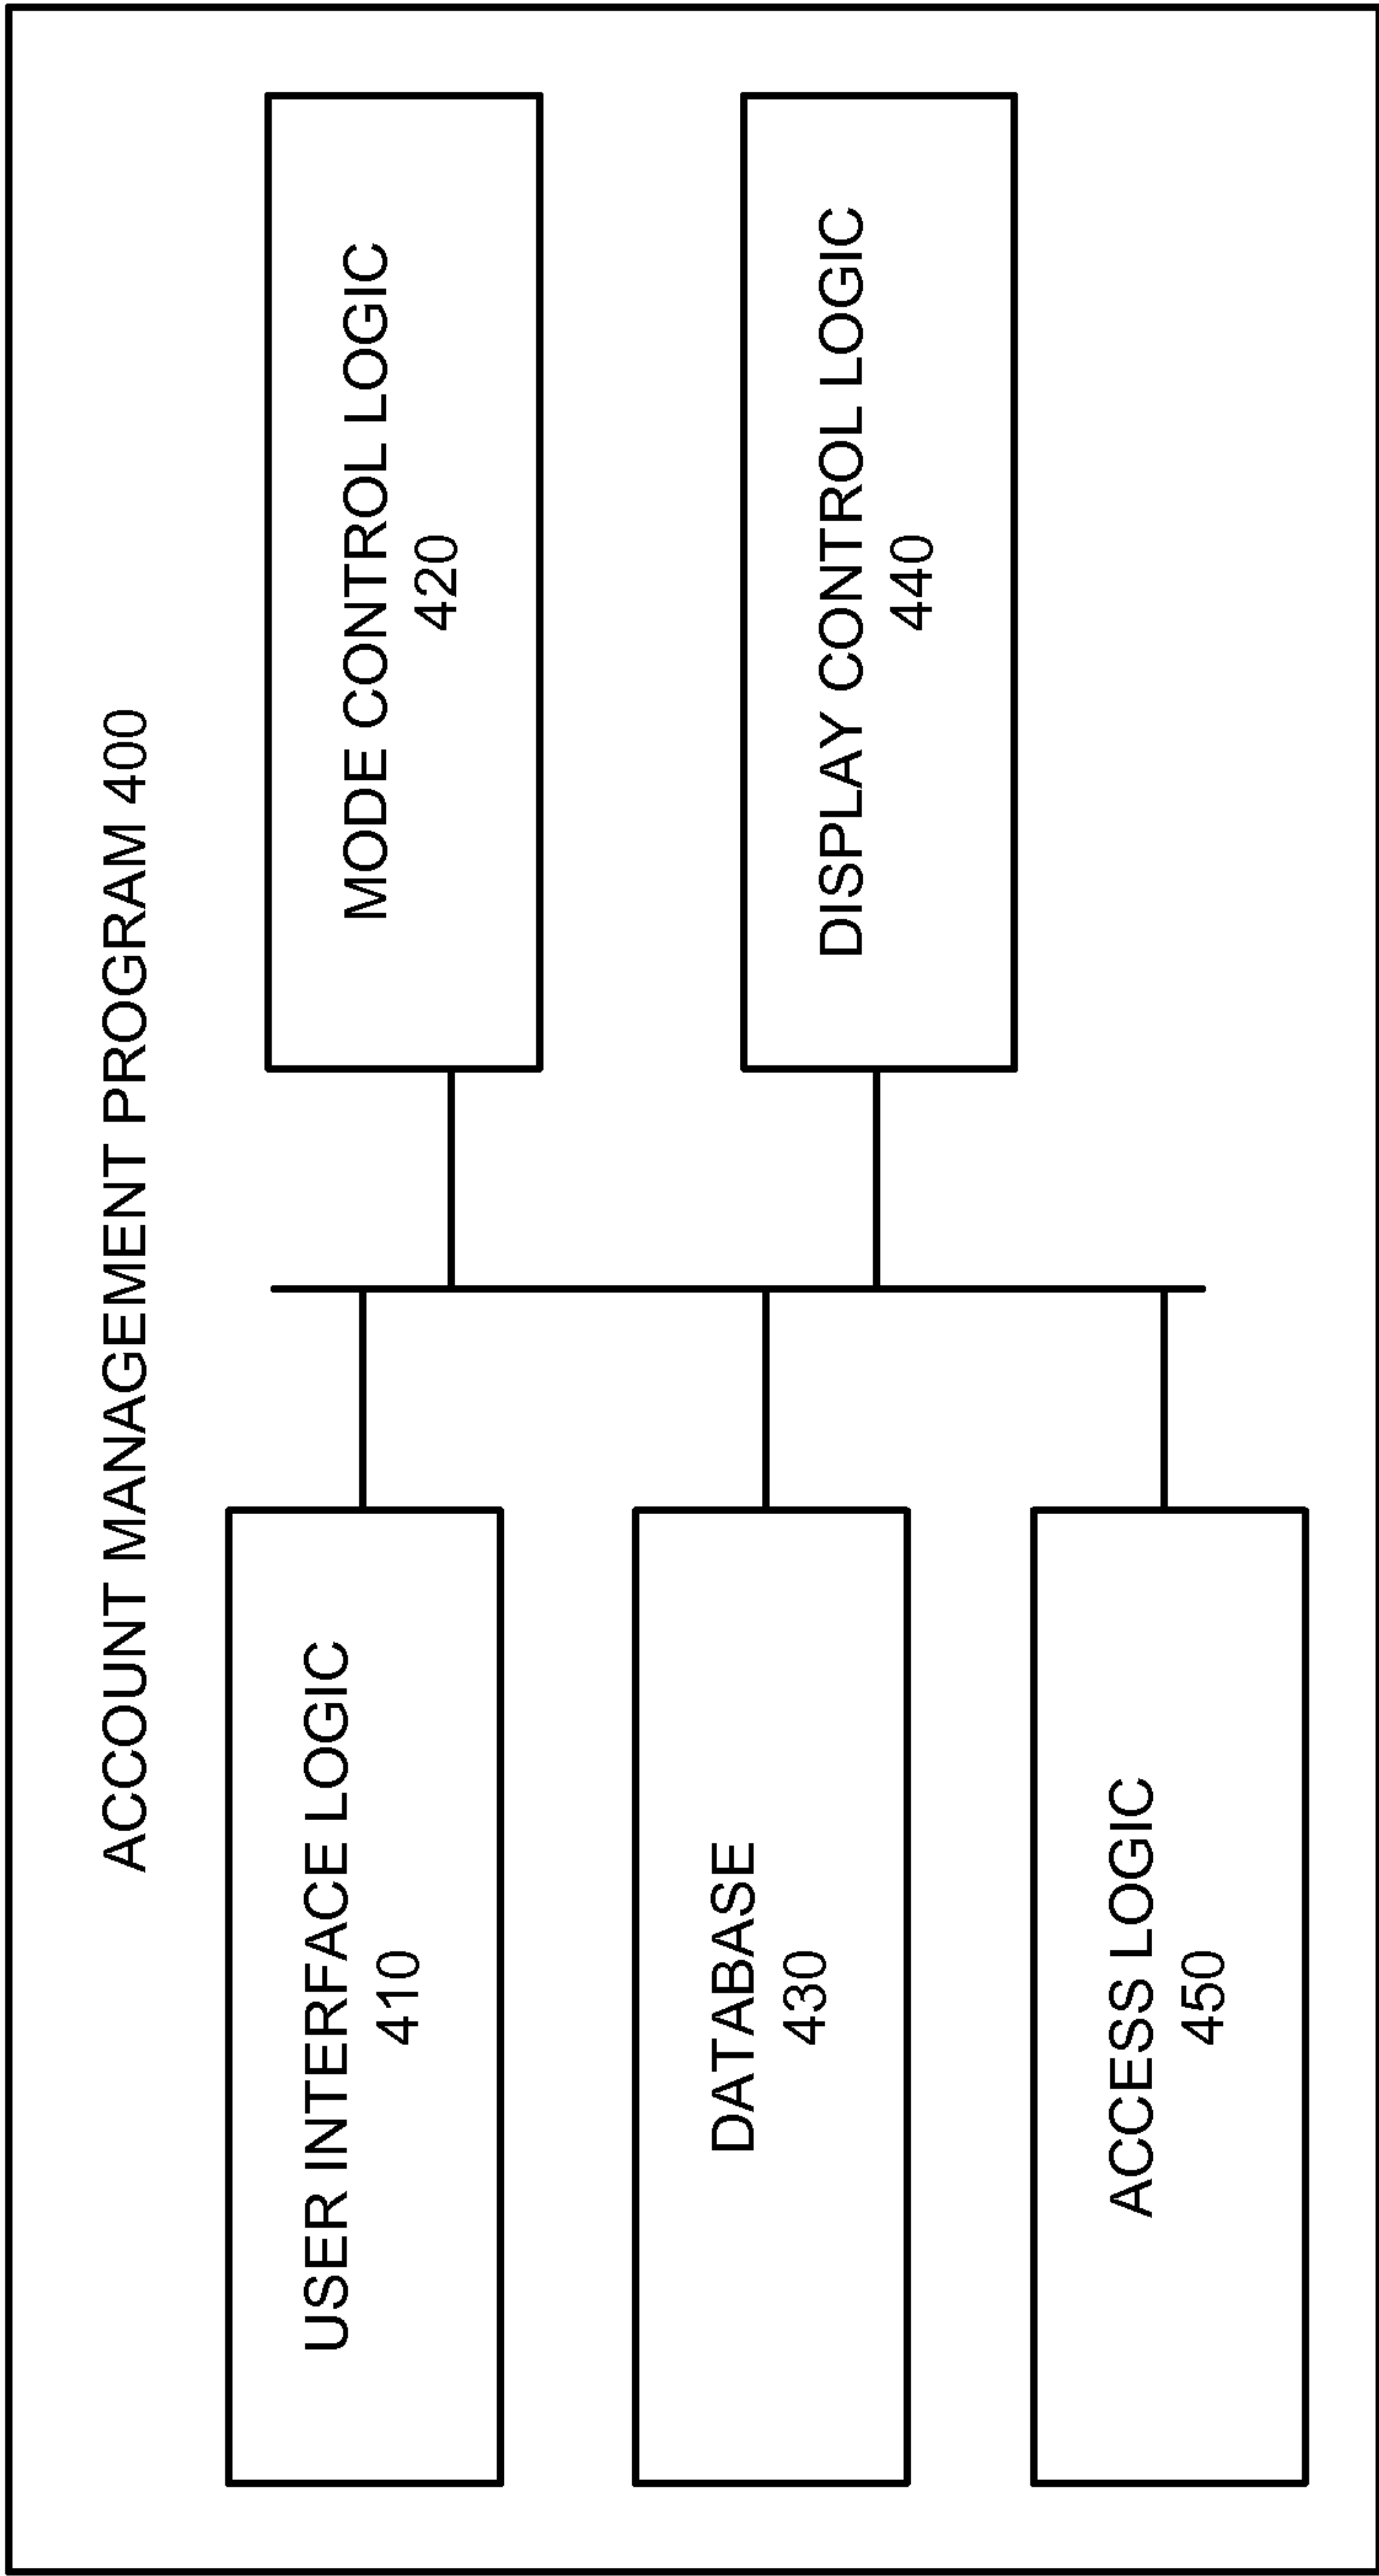 ACCOUNT MANAGEMENT PROGRAM 400
USER INTERFACE LOGIC
410
MODE CONTROL LOGIC
420
DATABASE
430
DISPLAY CONTROL LOGIC
440
ACCESS LOGIC
450